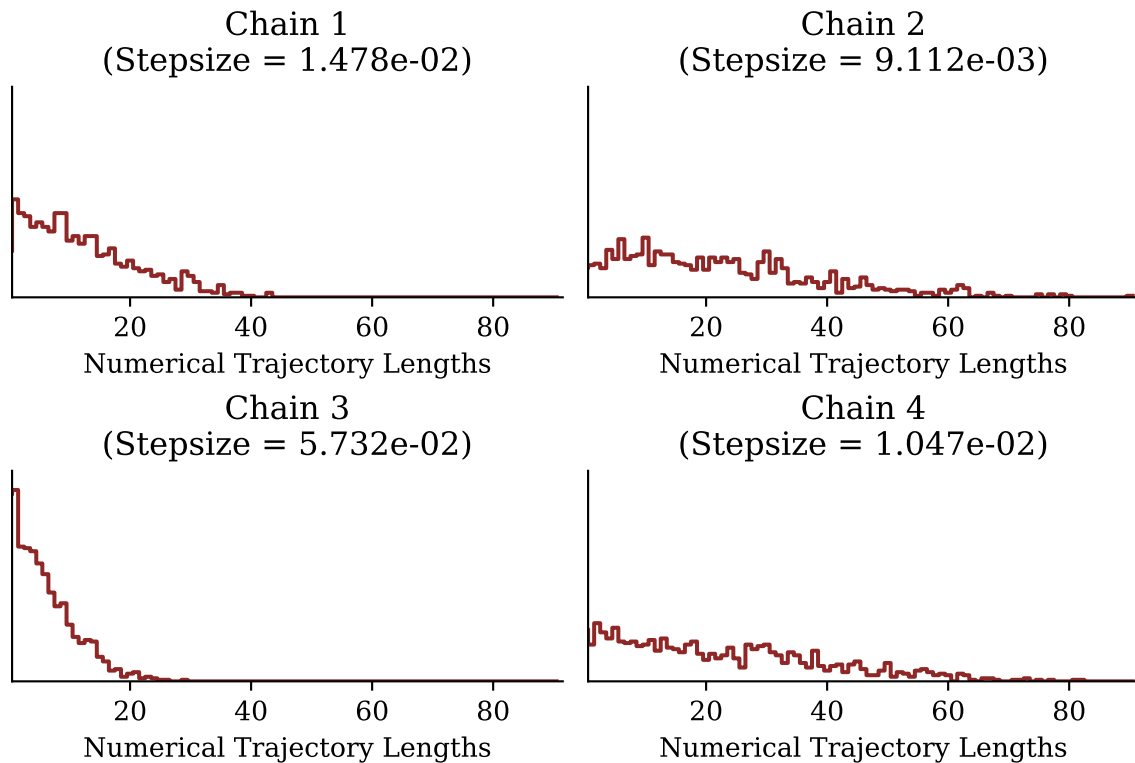 Chain 1
(Stepsize = 1.478e-02)
20 40 60 80
Numerical Trajectory Lengths
Chain 2
(Stepsize = 9.112e-03)
20 40 60 80
Numerical Trajectory Lengths
Chain 3
(Stepsize = 5.732e-02)
20 40 60 80
Numerical Trajectory Lengths
Chain 4
(Stepsize = 1.047e-02)
20 40 60 80
Numerical Trajectory Lengths